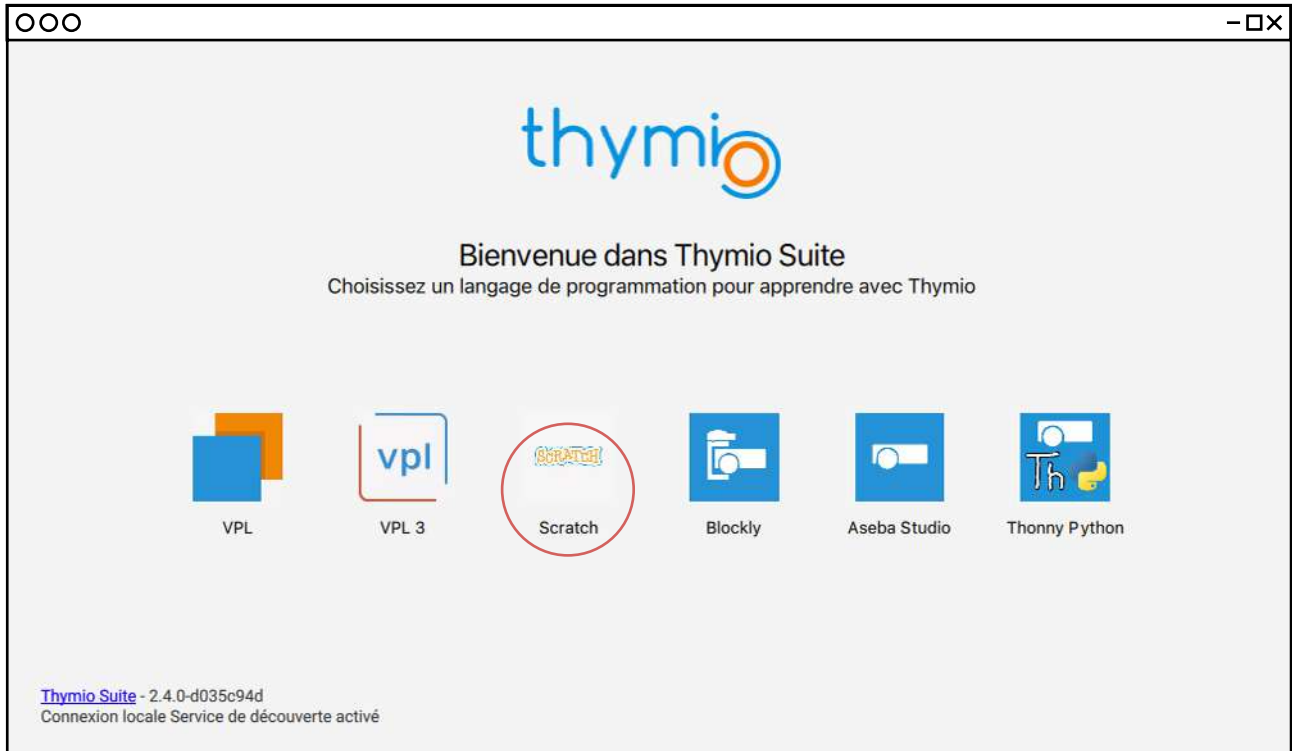 thymio
Bienvenue dans Thymio Suite
Choisissez un langage de programmation pour apprendre avec Thymio
vpl
SCRATCH
Th
VPL
VPL 3
Scratch
Blockly
Aseba Studio
Thonny Python
Thymio Suite - 2.4.0-d035c94d
Connexion locale Service de découverte activé